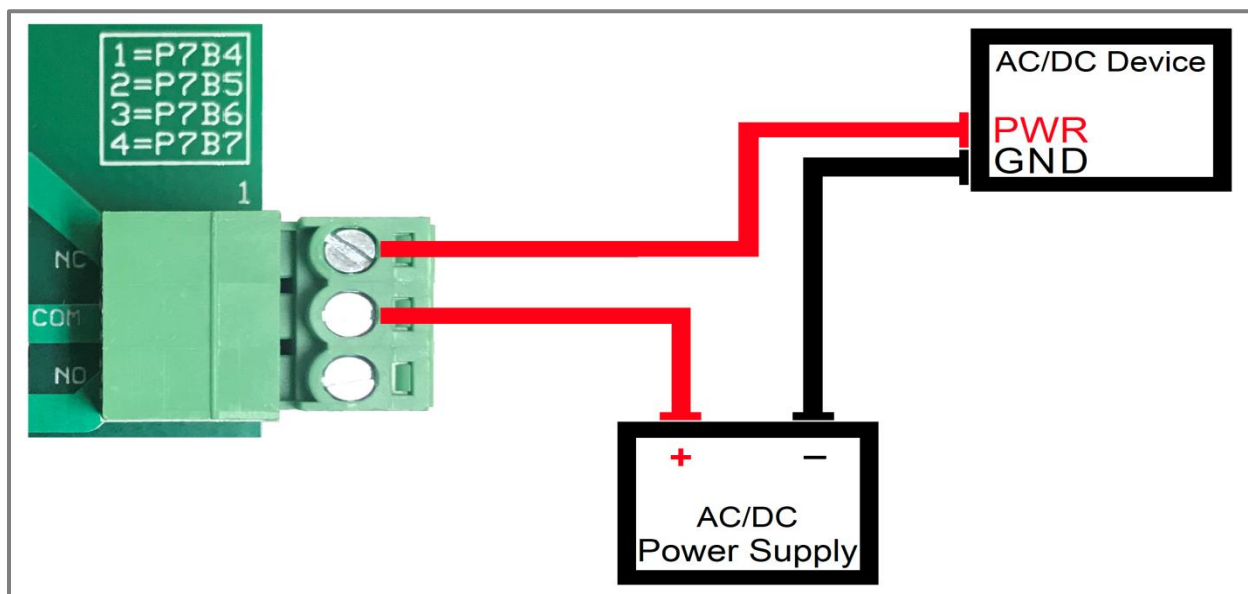 1=P7B4
2=P7B5
3=P7B6
4=P7B7
1
NC
COM
NO
AC/DC Device
PWR
GND
+ −
AC/DC
Power Supply